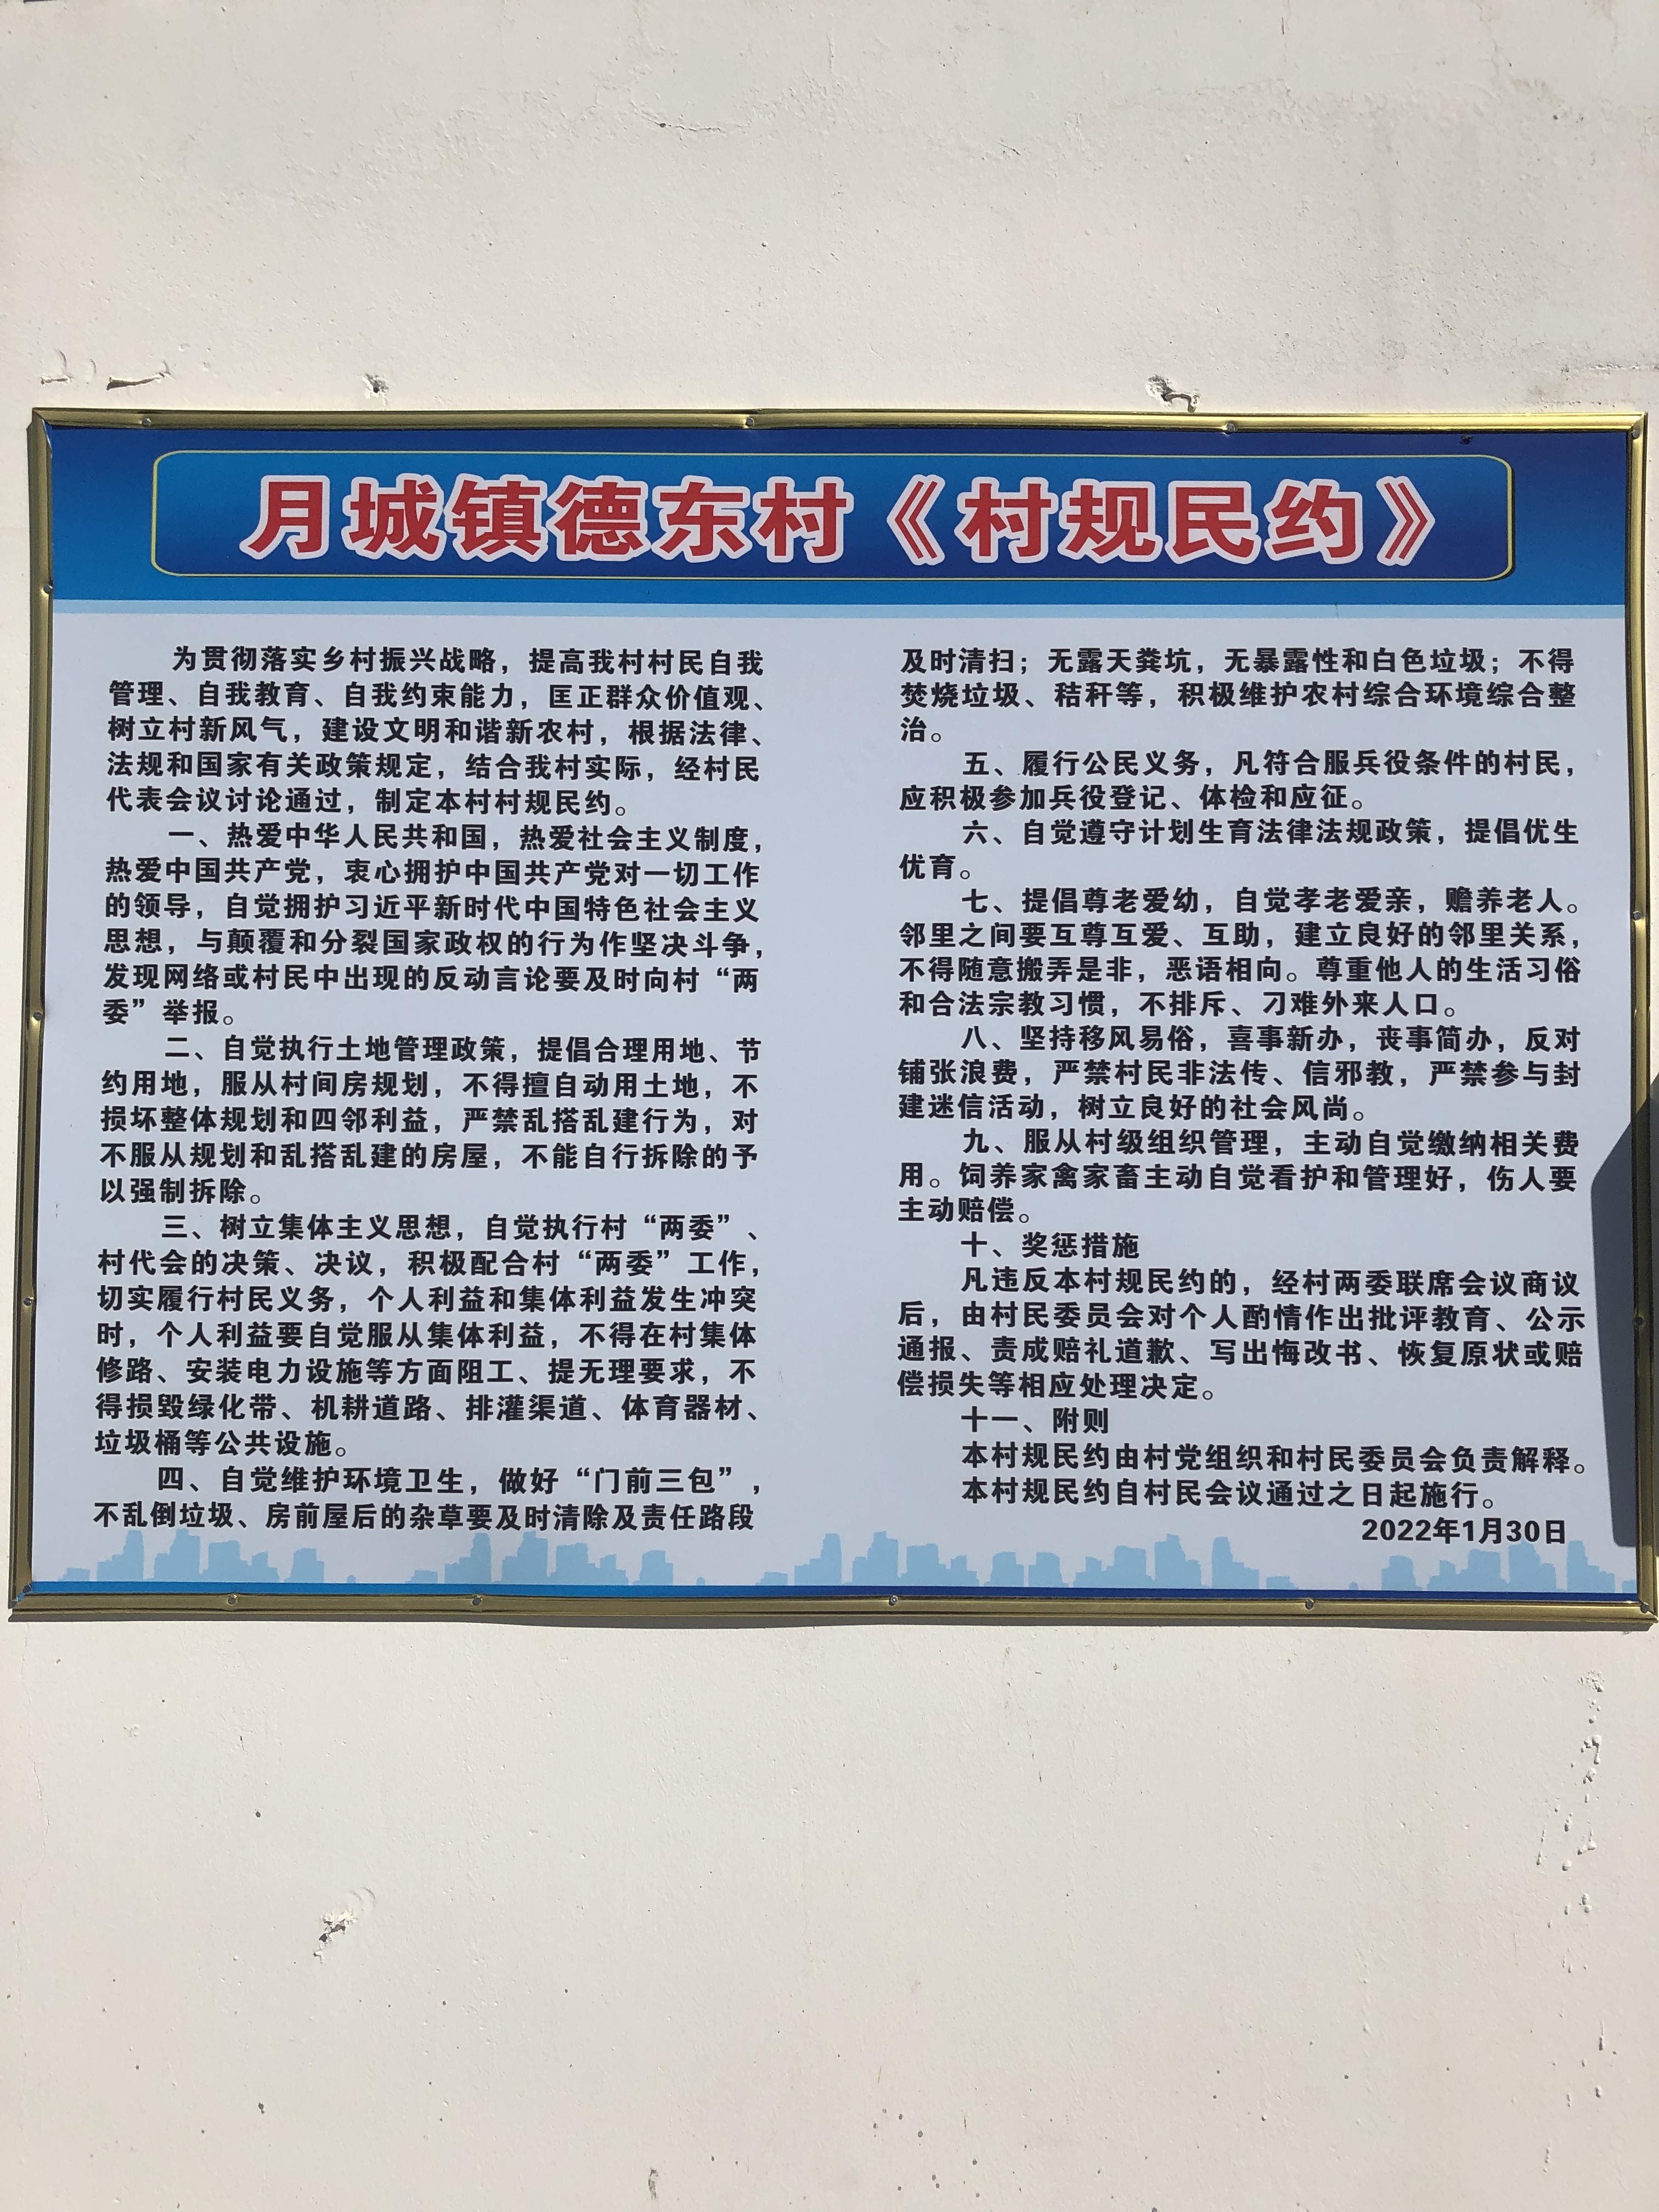 月城镇德东村《村规民约》
为贯彻落实乡村振兴战略，提高我村村民自我
管理、自我教育、自我约束能力，匡正群众价值观、
树立村新风气，建设文明和谐新农村，根据法律、
法规和国家有关政策规定，结合我村实际，经村民
代表会议讨论通过，制定本村村规民约。
一、热爱中华人民共和国，热爱社会主义制度，
热爱中国共产党，衷心拥护中国共产党对一切工作
的领导，自觉拥护习近平新时代中国特色社会主义
思想，与颠覆和分裂国家政权的行为作坚决斗争，
发现网络或村民中出现的反动言论要及时向村“两
委”举报。
二、自觉执行土地管理政策，提倡合理用地、节
约用地，服从村间房规划，不得擅自动用土地，不
损坏整体规划和四邻利益，严禁乱搭乱建行为，对
不服从规划和乱搭乱建的房屋，不能自行拆除的予
以强制拆除。
三、树立集体主义思想，自觉执行村“两委”、
村代会的决策、决议，积极配合村“两委”工作，
切实履行村民义务，个人利益和集体利益发生冲突
时，个人利益要自觉服从集体利益，不得在村集体
修路、安装电力设施等方面阻工、提无理要求，不
得损毁绿化带、机耕道路、排灌渠道、体育器材、
垃圾桶等公共设施。
四、自觉维护环境卫生，做好“门前三包”，
不乱倒垃圾、房前屋后的杂草要及时清除及责任路段
及时清扫；无露天粪坑，无暴露性和白色垃圾；不得
焚烧垃圾、秸秆等，积极维护农村综合环境综合整
治。
五、履行公民义务，凡符合服兵役条件的村民，
应积极参加兵役登记、体检和应征。
六、自觉遵守计划生育法律法规政策，提倡优生
优育。
七、提倡尊老爱幼，自觉孝老爱亲，赡养老人。
邻里之间要互尊互爱、互助，建立良好的邻里关系，
不得随意搬弄是非，恶语相向。尊重他人的生活习俗
和合法宗教习惯，不排斥、刁难外来人口。
八、坚持移风易俗，喜事新办，丧事简办，反对
铺张浪费，严禁村民非法传、信邪教，严禁参与封
建迷信活动，树立良好的社会风尚。
九、服从村级组织管理，主动自觉缴纳相关费
用。饲养家禽家畜主动自觉看护和管理好，伤人要
主动赔偿。
十、奖惩措施
凡违反本村规民约的，经村两委联席会议商议
后，由村民委员会对个人酌情作出批评教育、公示
通报、责成赔礼道歉、写出悔改书、恢复原状或赔
偿损失等相应处理决定。
十一、附则
本村规民约由村党组织和村民委员会负责解释。
本村规民约自村民会议通过之日起施行。
2022年1月30日